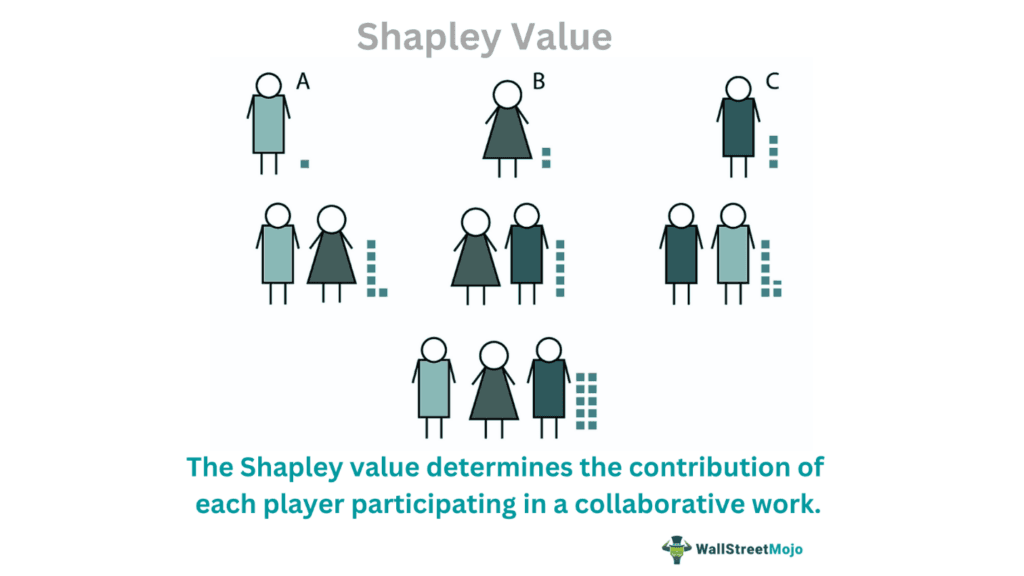 Shapley Value
A
B
C
The Shapley value determines the contribution of
each player participating in a collaborative work.
WallStreetMojo